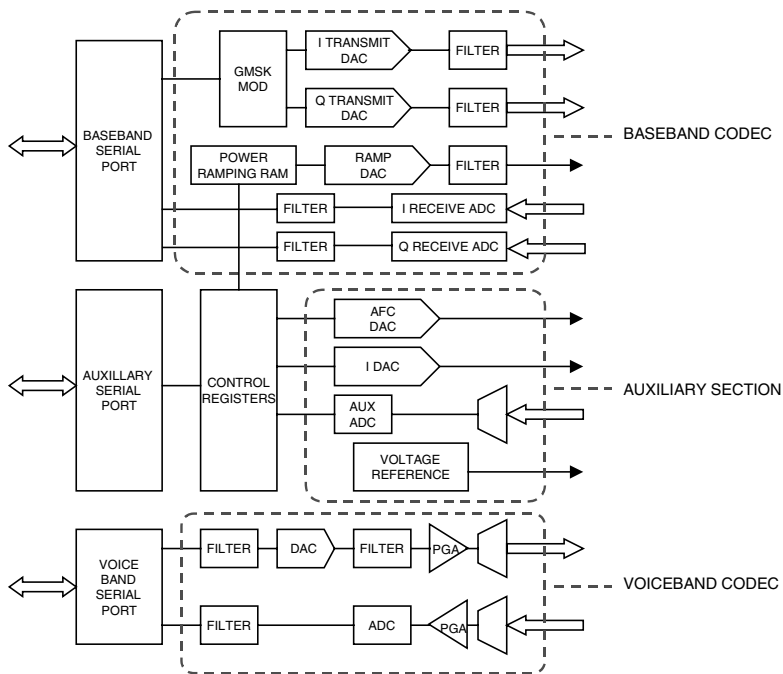 I TRANSMIT
DAC
FILTER
GMSK
MOD
Q TRANSMIT
DAC
FILTER
BASEBAND
SERIAL
PORT
BASEBAND CODEC
POWER
RAMPING RAM
RAMP
DAC
FILTER
FILTER
I RECEIVE ADC
FILTER
Q RECEIVE ADC
AFC
DAC
AUXILLARY
SERIAL
PORT
CONTROL
REGISTERS
I DAC
AUXILIARY SECTION
AUX
ADC
VOLTAGE
REFERENCE
VOICE
BAND
SERIAL
PORT
FILTER
DAC
FILTER
PGA
VOICEBAND CODEC
FILTER
ADC
PGA